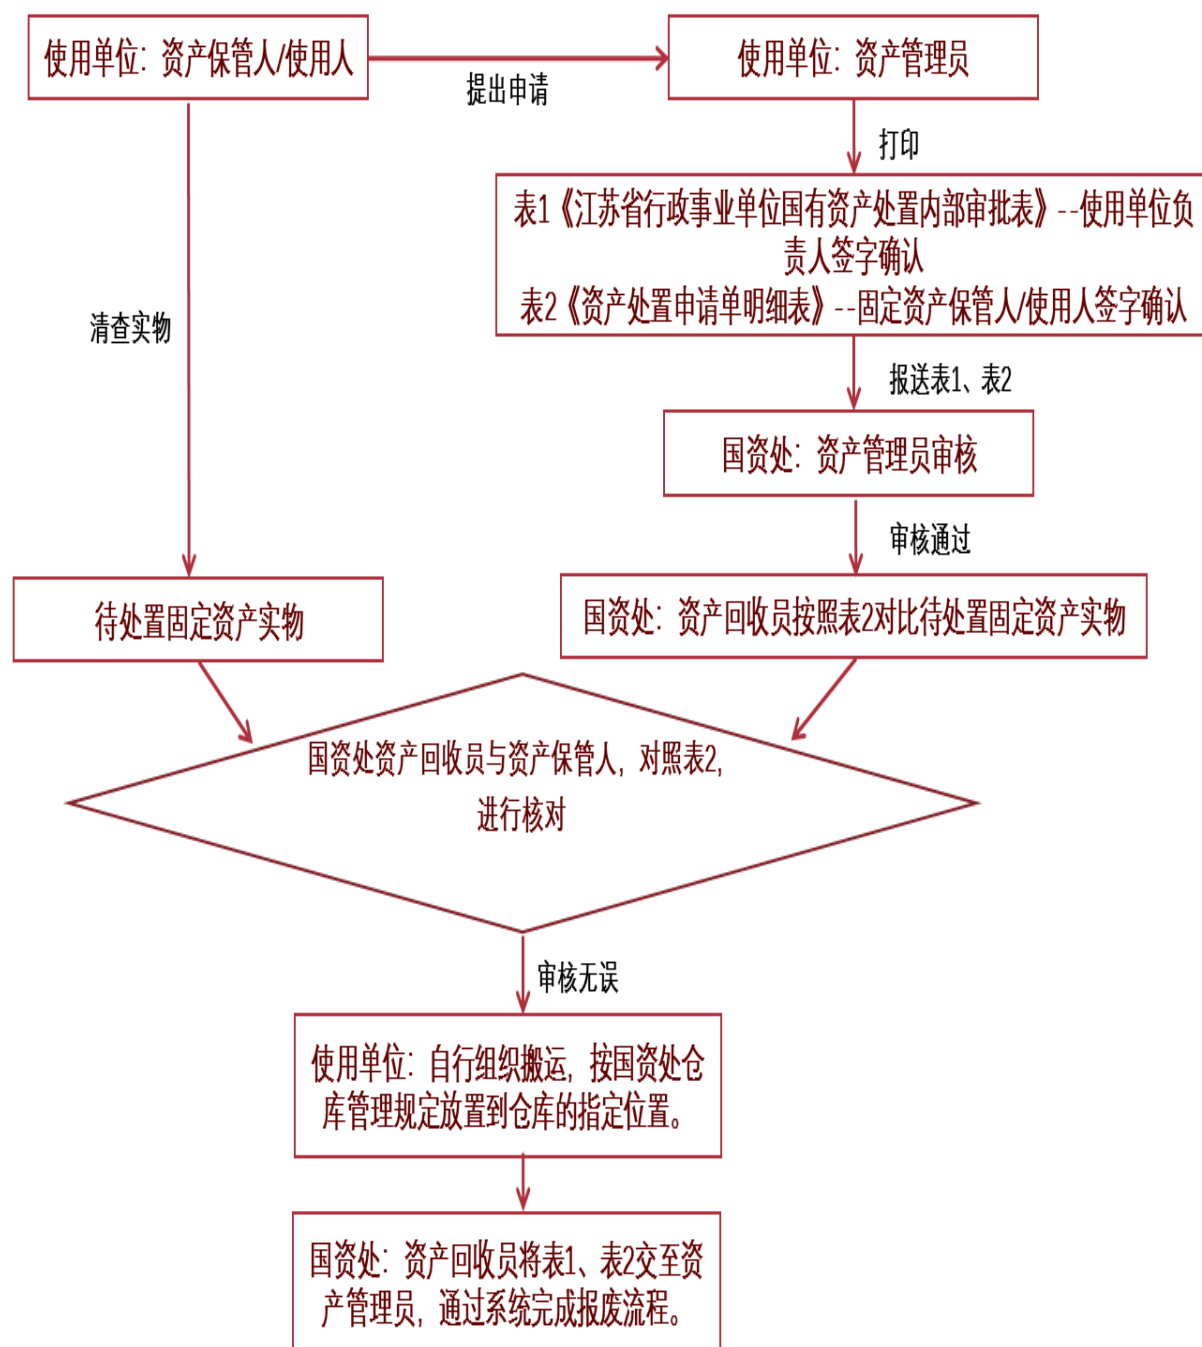 使用单位：资产保管人/使用人
提出申请
使用单位：资产管理员
打印
表1《江苏省行政事业单位国有资产处置内部审批表》--使用单位负
责人签字确认
表2《资产处置申请单明细表》--固定资产保管人/使用人签字确认
清查实物
报送表1、表2
国资处：资产管理员审核
审核通过
待处置固定资产实物
国资处：资产回收员按照表2对比待处置固定资产实物
国资处资产回收员与资产保管人，对照表2，
进行核对
审核无误
使用单位：自行组织搬运，按国资处仓
库管理规定放置到仓库的指定位置。
国资处：资产回收员将表1、表2交至资
产管理员，通过系统完成报废流程。